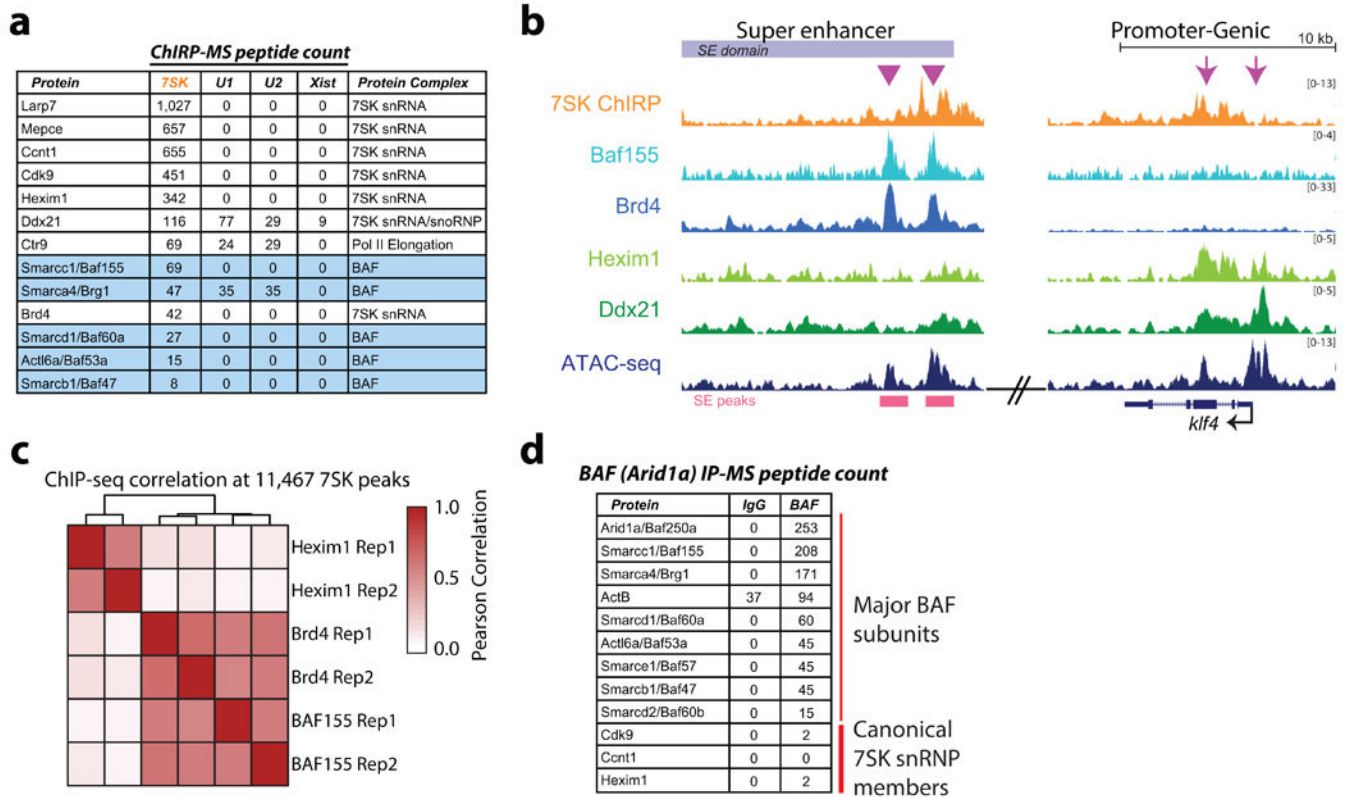 a
ChIRP-MS peptide count
Protein 7SK U1 U2 Xist Protein Complex
Larp7 1,027 0 0 0 7SK snRNA
Mepce 657 0 0 0 7SK snRNA
Ccnt1 655 0 0 0 7SK snRNA
Cdk9 451 0 0 0 7SK snRNA
Hexim1 342 0 0 0 7SK snRNA
Ddx21 116 77 29 9 7SK snRNA/snoRNP
Ctr9 69 24 29 0 Pol II Elongation
Smarcc1/Baf155 69 0 0 0 BAF
Smarca4/Brg1 47 35 35 0 BAF
Brd4 42 0 0 0 7SK snRNA
Smarcd1/Baf60a 27 0 0 0 BAF
Actl6a/Baf53a 15 0 0 0 BAF
Smarcb1/Baf47 8 0 0 0 BAF
b
Super enhancer
Promoter-Genic
SE domain
10 kb
7SK ChIRP
[0-13]
Baf155
[0-4]
Brd4
[0-33]
Hexim1
[0-5]
Ddx21
[0-5]
ATAC-seq
[0-13]
SE peaks
//
klf4
c
ChIP-seq correlation at 11,467 7SK peaks
Hexim1 Rep1
Hexim1 Rep2
Brd4 Rep1
Brd4 Rep2
BAF155 Rep1
BAF155 Rep2
1.0
0.5
0.0
Pearson Correlation
d
BAF (Arid1a) IP-MS peptide count
Protein IgG BAF
Arid1a/Baf250a 0 253
Smarcc1/Baf155 0 208
Smarca4/Brg1 0 171
ActB 37 94
Smarcd1/Baf60a 0 60
Actl6a/Baf53a 0 45
Smarce1/Baf57 0 45
Smarcb1/Baf47 0 45
Smarcd2/Baf60b 0 15
Cdk9 0 2
Ccnt1 0 0
Hexim1 0 2
Major BAF
subunits
Canonical
7SK snRNP
members